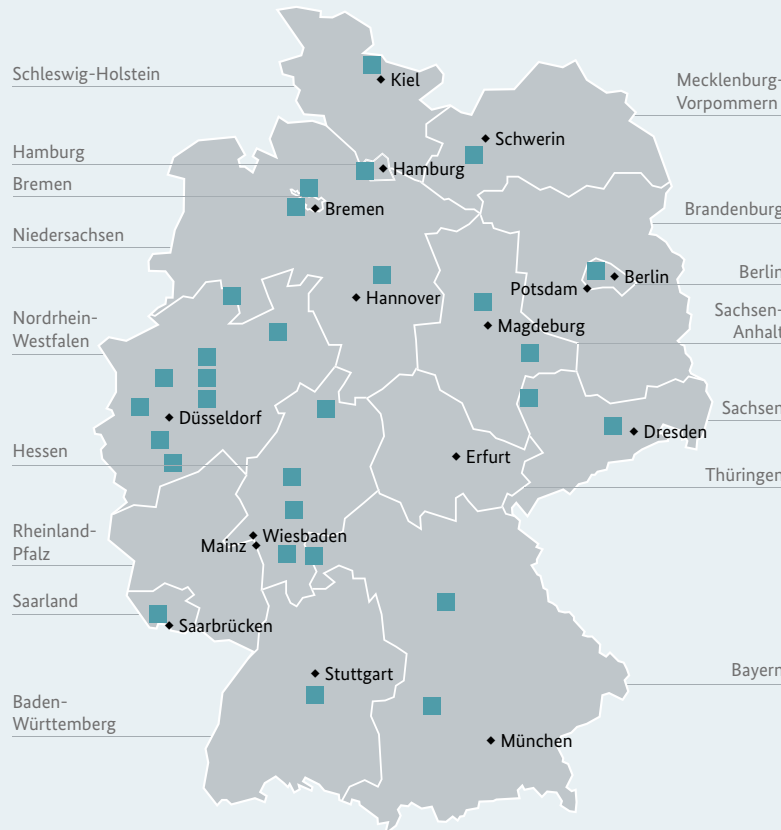 Schleswig-Holstein
Kiel
Mecklenburg-
Vorpommern
Schwerin
Hamburg
Hamburg
Bremen
Bremen
Brandenburg
Niedersachsen
Berlin
Berlin
Potsdam
Hannover
Sachsen-
Anhalt
Nordrhein-
Westfalen
Magdeburg
Sachsen
Düsseldorf
Dresden
Hessen
Erfurt
Thüringen
Rheinland-
Pfalz
Wiesbaden
Mainz
Saarland
Saarbrücken
Stuttgart
Bayern
Baden-
Württemberg
München